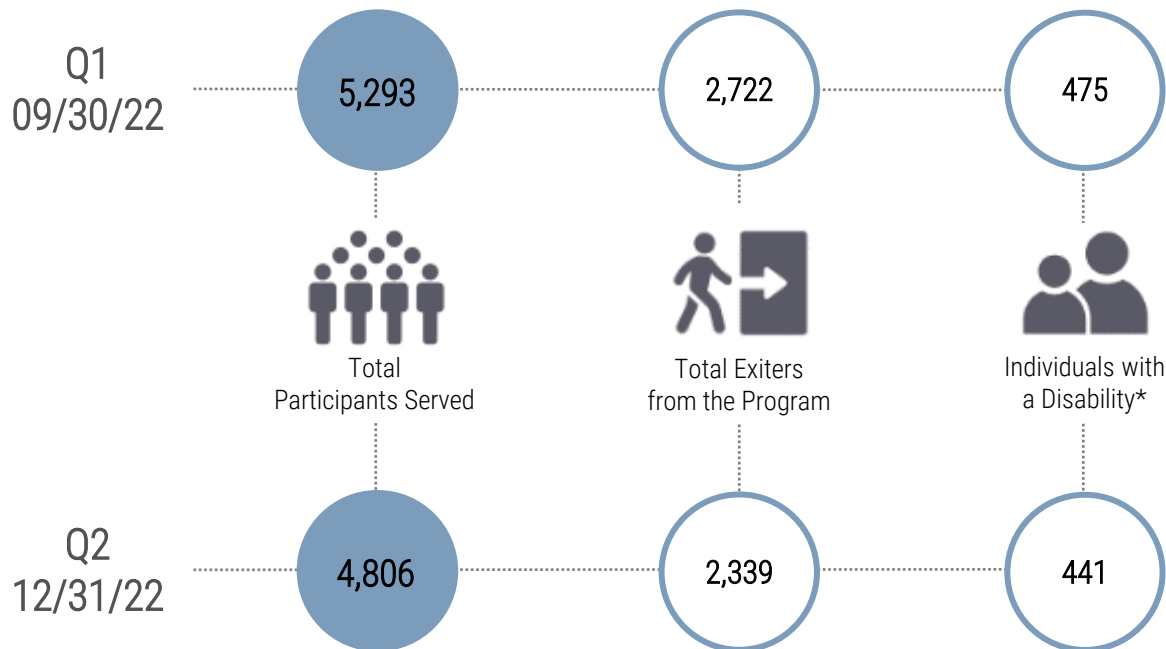 Q1
09/30/22
5,293
2,722
475
Total
Participants Served
Total Exiters
from the Program
Individuals with
a Disability*
Q2
12/31/22
4,806
2,339
441